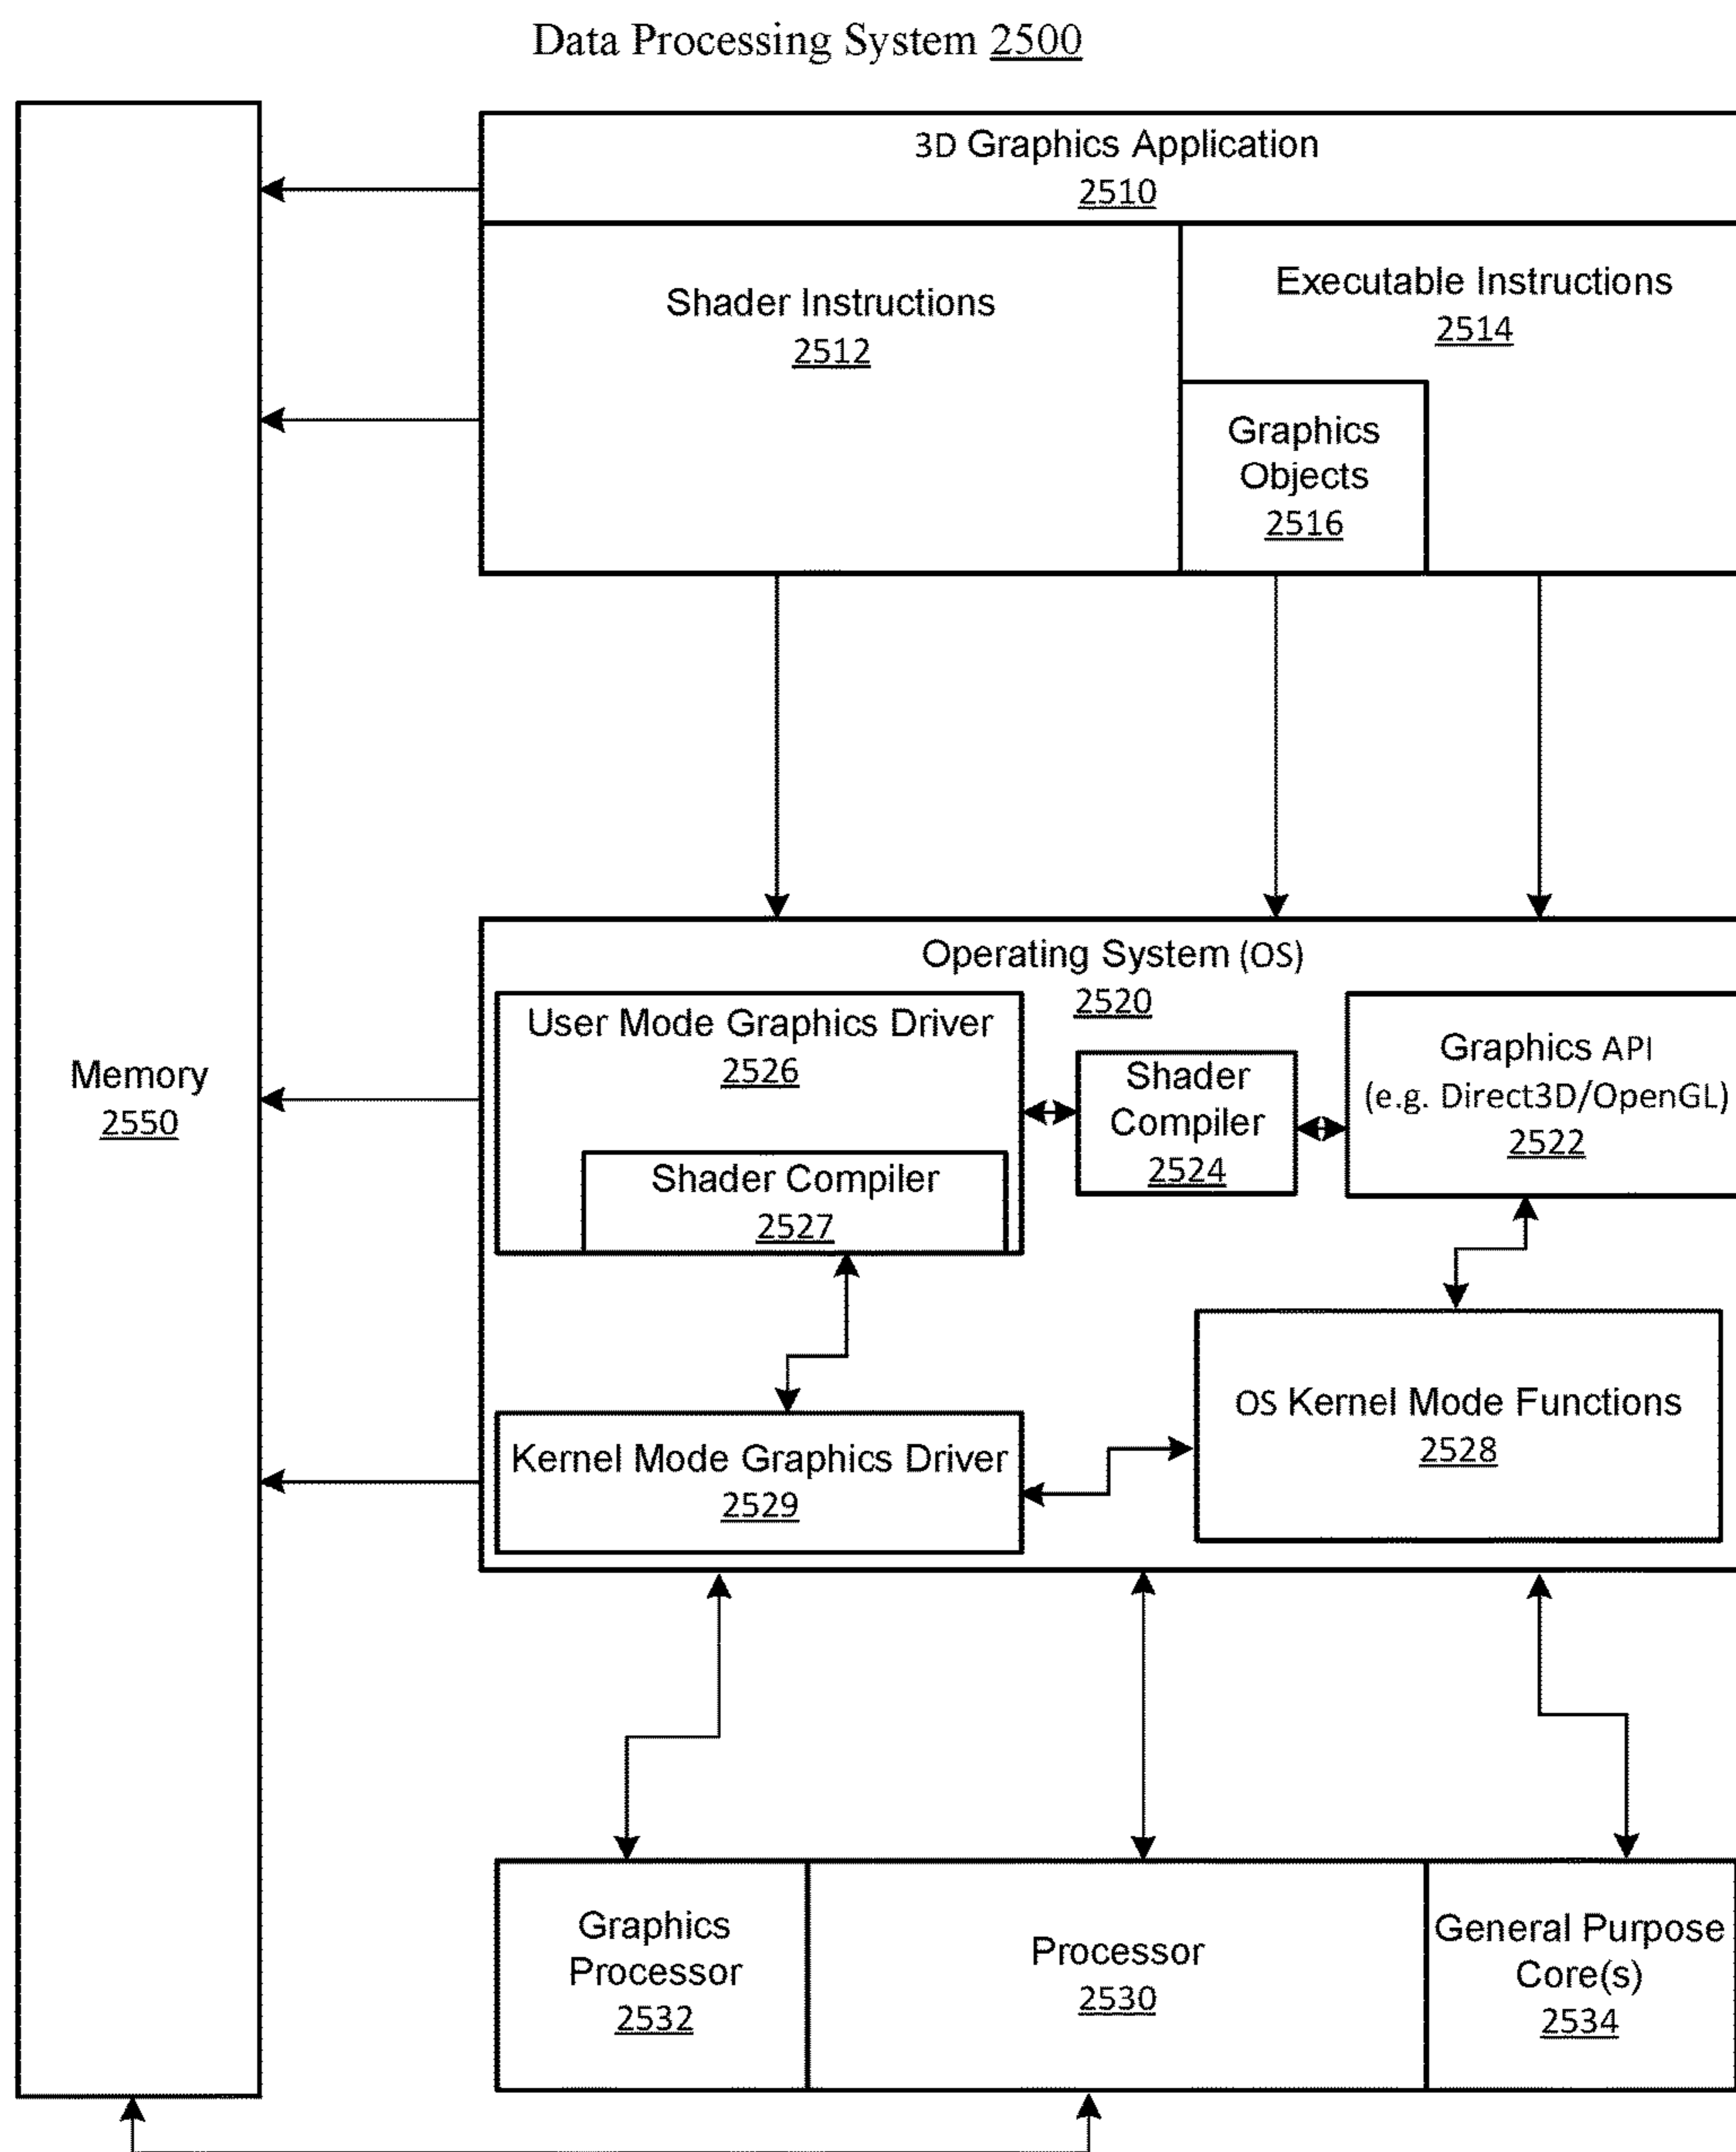 Data Processing System 2500
3D Graphics Application
2510
Shader Instructions
2512
Executable Instructions
2514
Graphics
Objects
2516
Operating System (OS)
2520
User Mode Graphics Driver
2526
Shader Compiler
2527
Shader
Compiler
2524
Graphics API
(e.g. Direct3D/OpenGL)
2522
Memory
2550
OS Kernel Mode Functions
2528
Kernel Mode Graphics Driver
2529
Graphics
Processor
2532
Processor
2530
General Purpose
Core(s)
2534